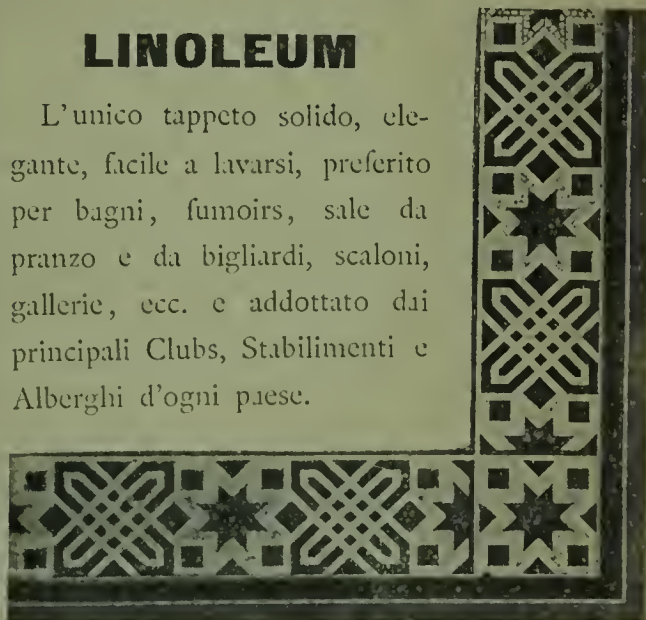 LINOLEUM
L'unico tappeto solido, ele-
gante, facile a lavarsi, preferito
per bagni, fumoirs, sale da
pranzo e da bigliardi, scaloni,
gallerie, ecc. e addottato dai
principali Clubs, Stabilimenti e
Alberghi d'ogni paese.